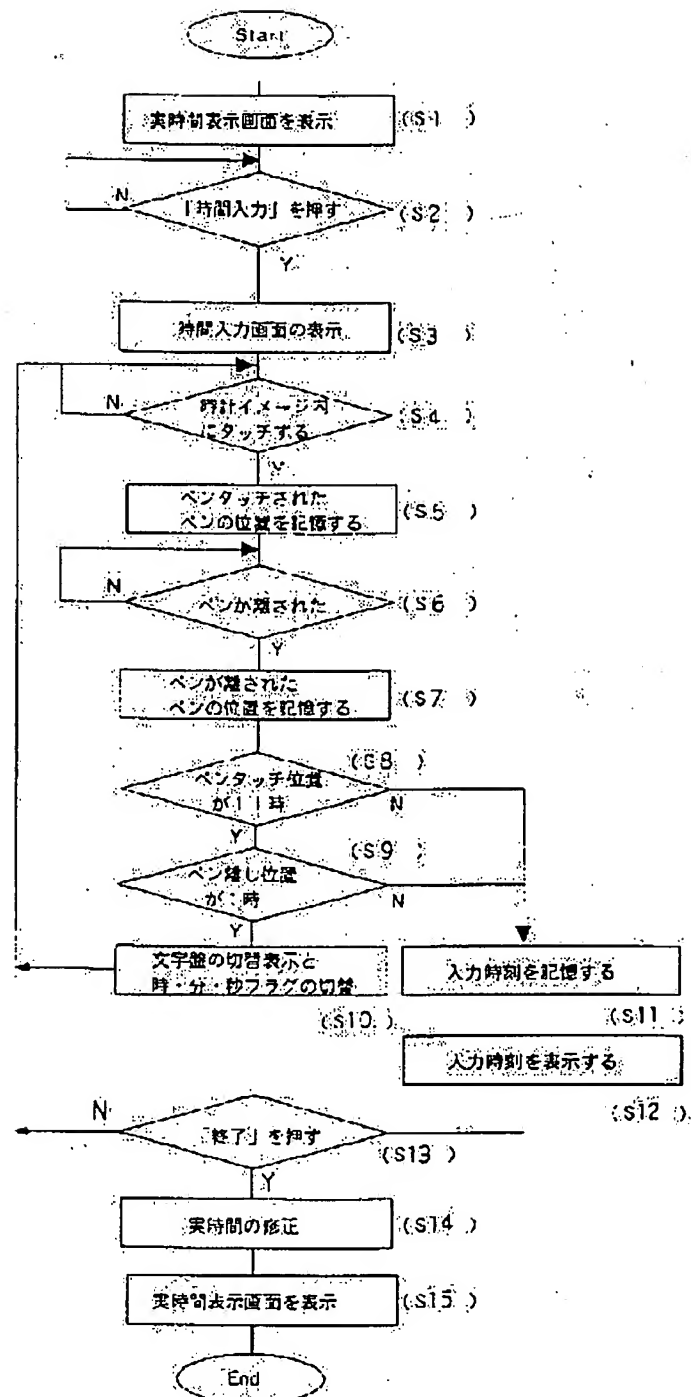 Start
実時間表示画面を表示 (S1)
N
「時間入力」を押す (S2)
Y
時間入力画面の表示 (S3)
N
時計イメージ内
にタッチする (S4)
Y
ペンタッチされた
ペンの位置を記憶する (S5)
N
ペンが離された (S6)
Y
ペンが離された
ペンの位置を記憶する (S7)
(S8)
ペンタッチ位置
が11時
N
Y
(S9)
ペン離し位置
が1時
N
Y
文字盤の切替表示と
時・分・秒フラグの切替
(S10)
入力時刻を記憶する
(S11)
入力時刻を表示する
(S12)
N
「終了」を押す
(S13)
Y
実時間の修正 (S14)
実時間表示画面を表示 (S15)
End